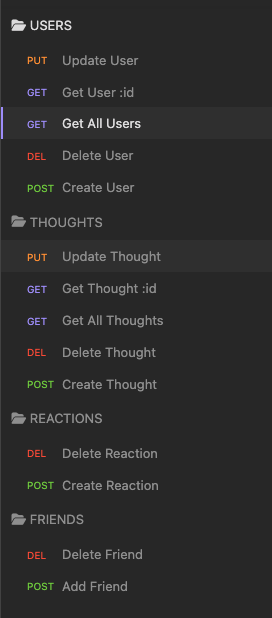 USERS
PUT Update User
GET Get User :id
GET Get All Users
DEL Delete User
POST Create User
THOUGHTS
PUT Update Thought
GET Get Thought :id
GET Get All Thoughts
DEL Delete Thought
POST Create Thought
REACTIONS
DEL Delete Reaction
POST Create Reaction
FRIENDS
DEL Delete Friend
POST Add Friend